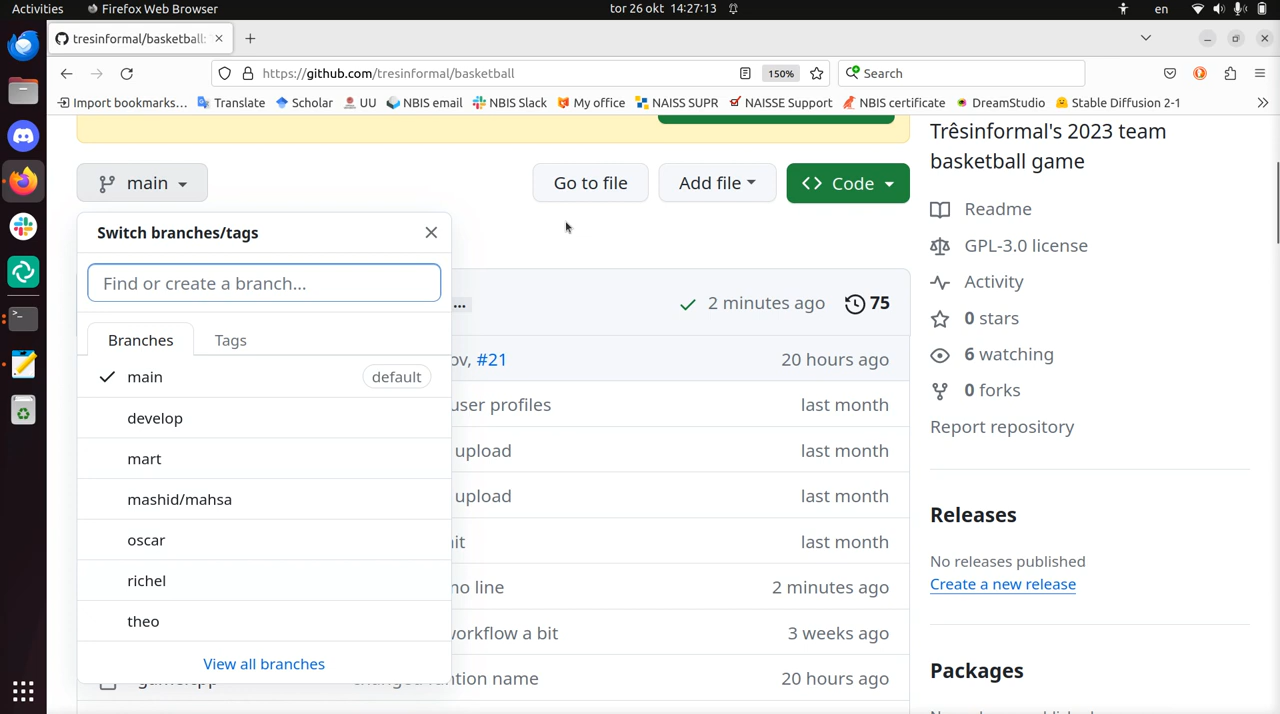 Activities Firefox Web Browser tor 26 okt 14:27:13 en
tresinformal/basketball:
https://github.com/tresinformal/basketball 150% Search
Import bookmarks... Translate Scholar UU NBIS email NBIS Slack My office NAISS SUPR NAISSE Support NBIS certificate DreamStudio Stable Diffusion 2-1
main Go to file Add file Code
Switch branches/tags
Find or create a branch...
Branches Tags
main default
develop
mart
mashid/mahsa
oscar
richel
theo
View all branches
... 2 minutes ago 75
ov, #21 20 hours ago
user profiles last month
upload last month
upload last month
it last month
no line 2 minutes ago
workflow a bit 3 weeks ago
name 20 hours ago
Trêsinformal's 2023 team
basketball game
Readme
GPL-3.0 license
Activity
0 stars
6 watching
0 forks
Report repository
Releases
No releases published
Create a new release
Packages